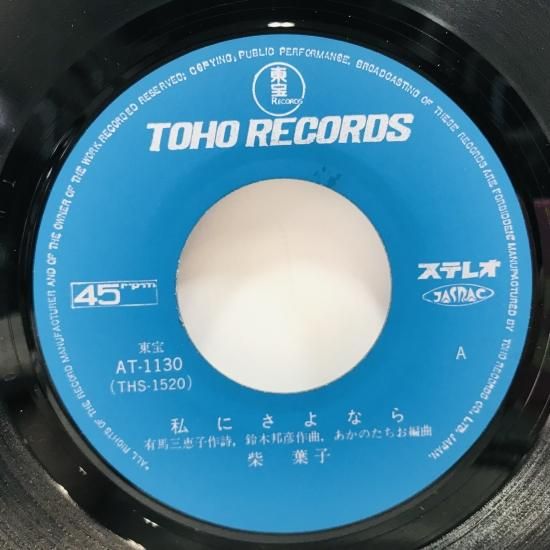 "ALL RIGHTS OF THE RECORD MANUFACTURER AND OF THE OWNER OF THE WORK RECORDED RESERVED; COPYING, PUBLIC PERFORMANCE, BROADCASTING OF THESE RECORDS ARE FORBIDDEN" MANUFACTURED BY TOHO RECORDS CO., LTD. JAPAN.
東宝
RECORDS
TOHO RECORDS
45rpm
ステレオ
JASRAC
東宝
AT-1130
(THS-1520)
A
私にさよなら
有馬三恵子作詩, 鈴木邦彦作曲, あかのたちお編曲
柴葉子